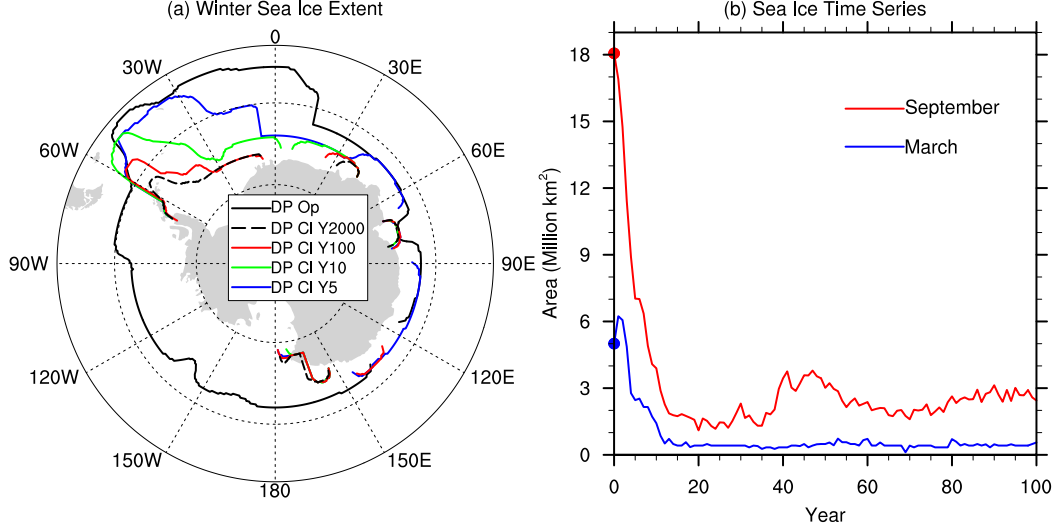 (a) Winter Sea Ice Extent
0
30W
30E
60W
60E
90W
90E
120W
120E
150W
150E
180
DP Op
DP Cl Y2000
DP Cl Y100
DP Cl Y10
DP Cl Y5
(b) Sea Ice Time Series
Area (Million km²)
18
15
12
9
6
3
0
September
March
0 20 40 60 80 100
Year